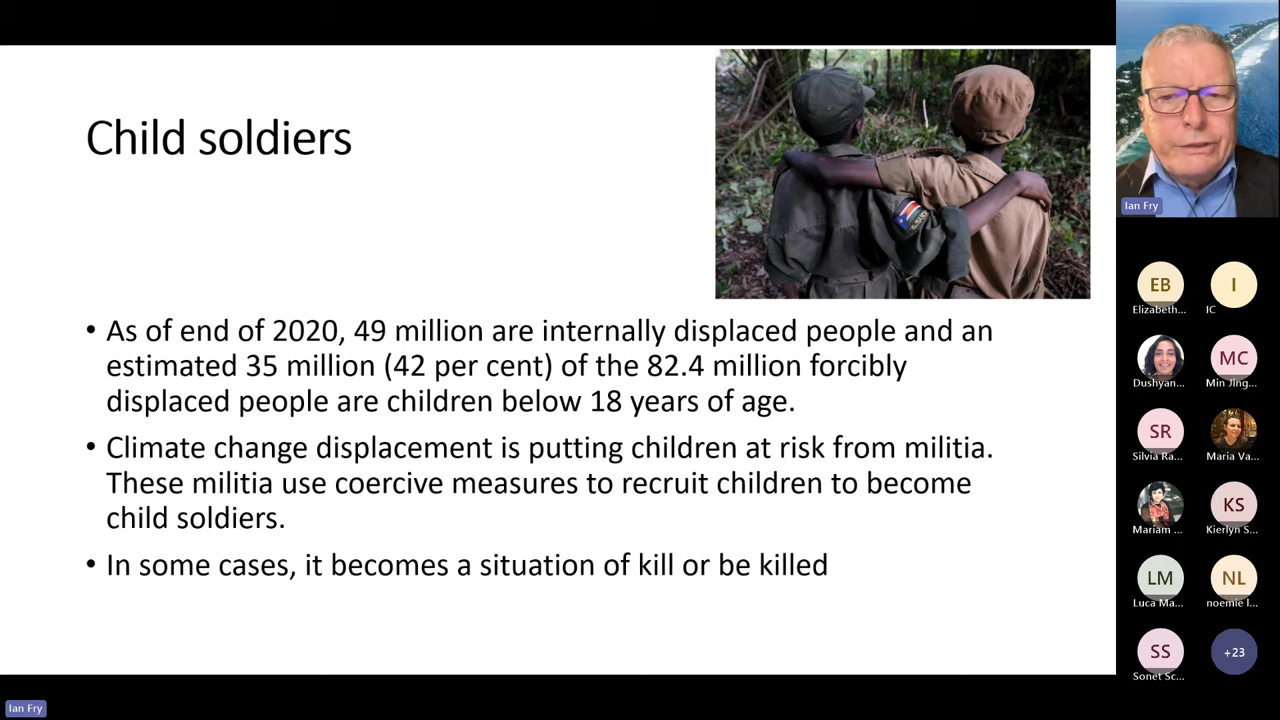 Child soldiers
• As of end of 2020, 49 million are internally displaced people and an
estimated 35 million (42 per cent) of the 82.4 million forcibly
displaced people are children below 18 years of age.
• Climate change displacement is putting children at risk from militia.
These militia use coercive measures to recruit children to become
child soldiers.
• In some cases, it becomes a situation of kill or be killed
Ian Fry
EB
I
Elizabeth...
IC
MC
Dushyan...
Min Jing...
SR
Silvia Ra...
Maria Va...
KS
Mariam ...
Kierlyn S...
LM
NL
Luca Ma...
noemie l...
SS
+23
Sonet Sc...
Ian Fry